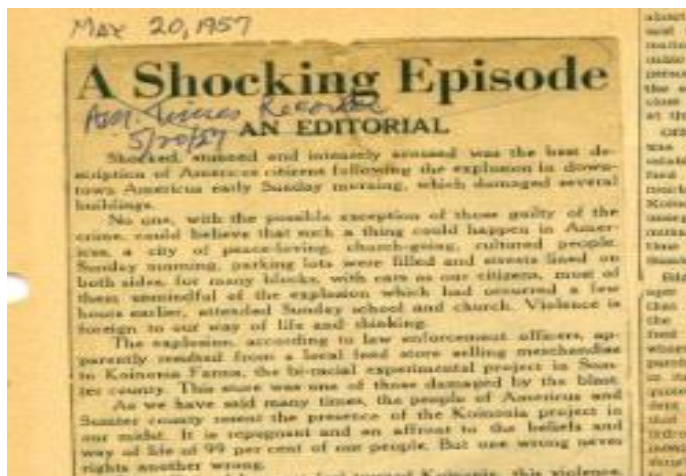 May 20, 1957
A Shocking Episode
Am Times Recorder
5/20/57
AN EDITORIAL
Shocked, stunned and intensely aroused was the best de-
scription of Americus citizens following the explosion in down-
town Americus early Sunday morning, which damaged several
buildings.
No one, with the possible exception of those guilty of the
crime, could believe that such a thing could happen in Amer-
icus, a city of peace-loving, church-going, cultured people.
Sunday morning, parking lots were filled and streets lined on
both sides, for many blocks, with cars as our citizens, most of
them unmindful of the explosion which had occurred a few
hours earlier, attended Sunday school and church. Violence is
foreign to our way of life and thinking.
The explosion, according to law enforcement officers, ap-
parently resulted from a local feed store selling merchandise
to Koinonia Farms, the bi-racial experimental project in Sum-
ter county. This store was one of those damaged by the blast.
As we have said many times, the people of Americus and
Sumter county resent the presence of the Koinonia project in
our midst. It is repugnant and an affront to the beliefs and
way of life of 99 per cent of our people. But one wrong never
rights another wrong.
toward Koinonia, this violence